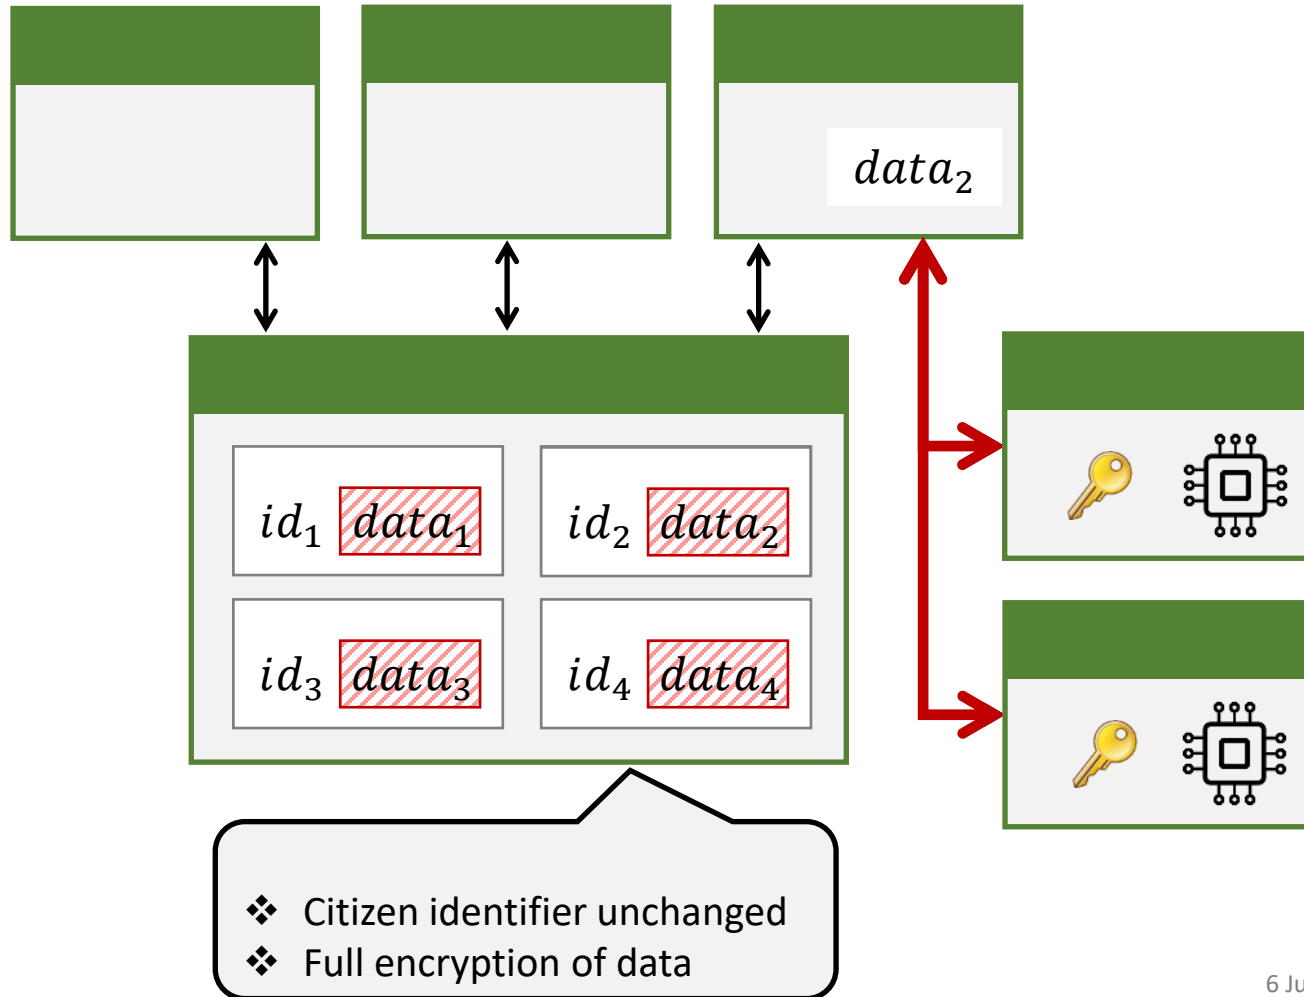 data₂
id₁ data₁ id₂ data₂
id₃ data₃ id₄ data₄
❖ Citizen identifier unchanged
❖ Full encryption of data
6 Ju